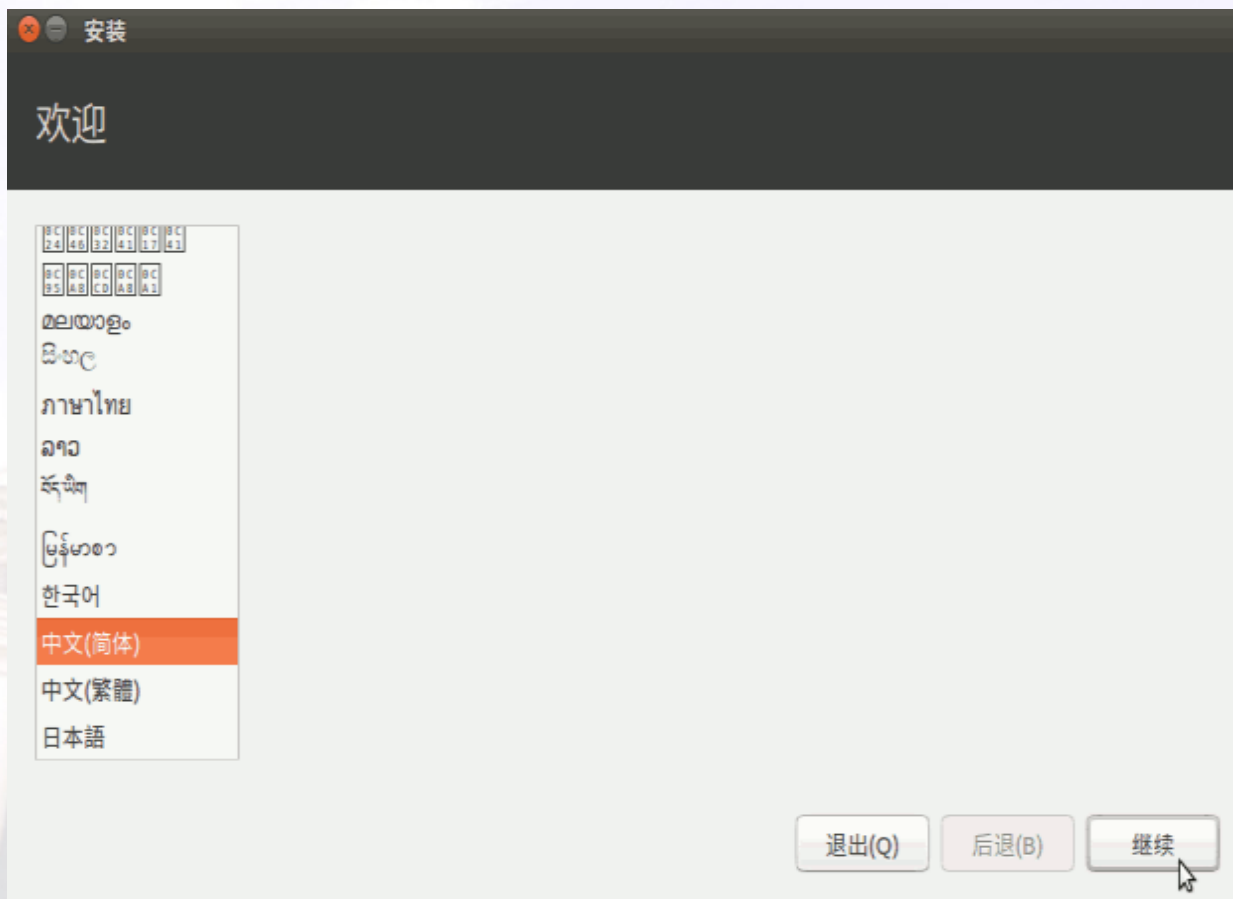 安装
欢迎
മലയാളം
සිංහල
ภาษาไทย
ລາວ
བོད་ཡིག
မြန်မာစာ
한국어
中文(简体)
中文(繁體)
日本語
退出(Q) 后退(B) 继续